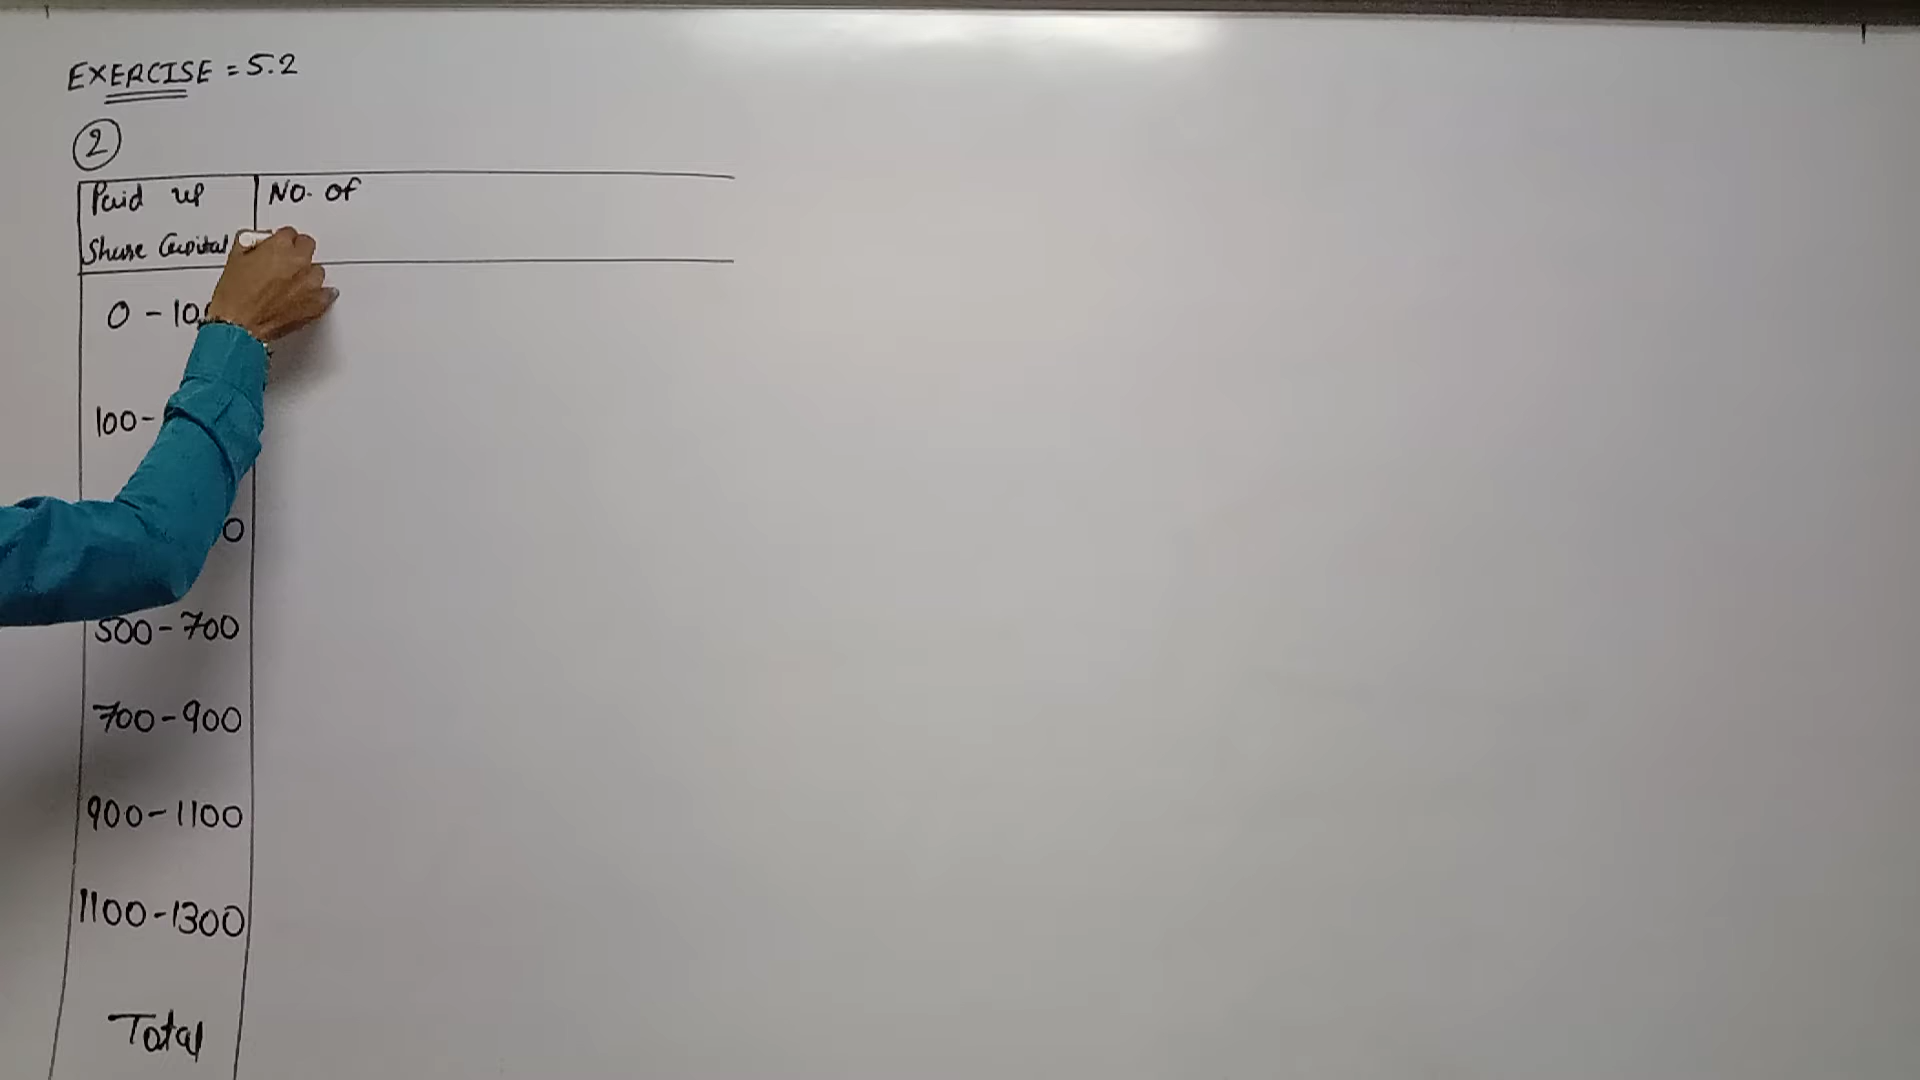 EXERCISE = 5.2
2
Paid up
Share Capital
No. of
0 - 10
100-
0
500-700
700-900
900-1100
1100-1300
Total